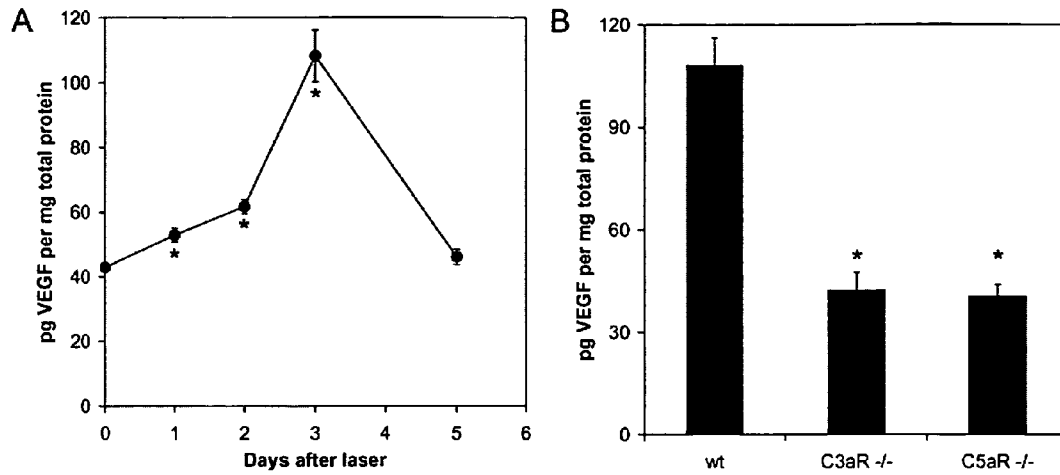 A
120
100
80
60
40
20
0
pg VEGF per mg total protein
*
*
*
0 1 2 3 4 5 6
Days after laser
B
120
90
60
30
0
pg VEGF per mg total protein
* *
wt C3aR -/- C5aR -/-